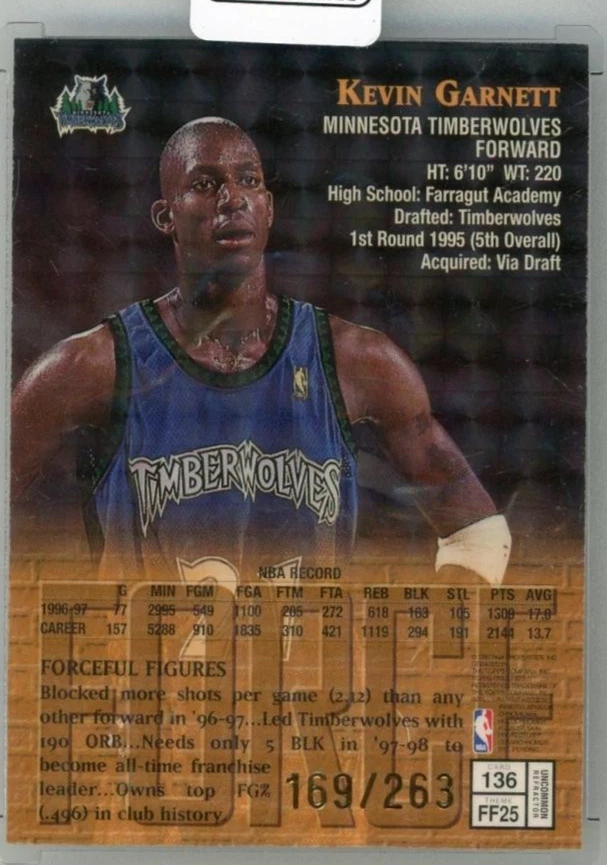 KEVIN GARNETT
MINNESOTA TIMBERWOLVES
FORWARD
HT: 6'10" WT: 220
High School: Farragut Academy
Drafted: Timberwolves
1st Round 1995 (5th Overall)
Acquired: Via Draft
TIMBERWOLVES
TIMBERWOLVES
21
FORCE
NBA RECORD
G MIN FGM FGA FTM FTA REB BLK STL PTS AVG
1996-97 77 2995 549 1100 205 272 618 163 105 1309 17.0
CAREER 157 5288 910 1835 310 421 1119 294 191 2144 13.7
FORCEFUL FIGURES
Blocked more shots per game (2.12) than any
other forward in '96-97...Led Timberwolves with
190 ORB...Needs only 5 BLK in '97-98 to
become all-time franchise
leader...Owns top FG%
(.496) in club history.
169/263
NBA
CARD
136
THEME
FF25
UNCOMMON
REFRACTOR